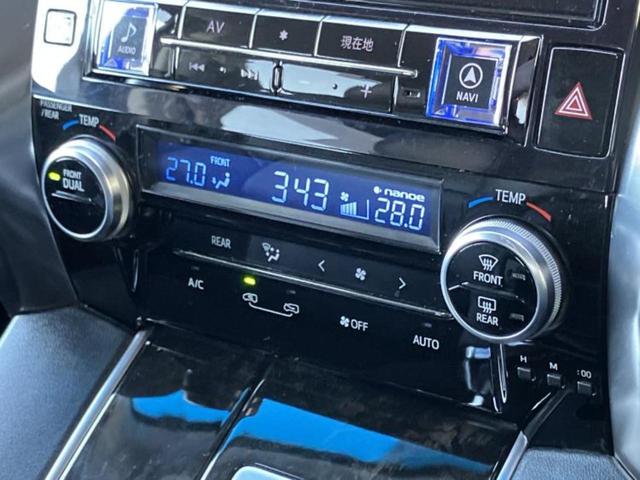 AV
*
現在地
AUDIO
NAVI
PASSENGER
/REAR
TEMP
FRONT
DUAL
27.0
FRONT
343
nanoe
28.0
TEMP
FRONT
REAR
REAR
A/C
OFF
AUTO
H
M
:00